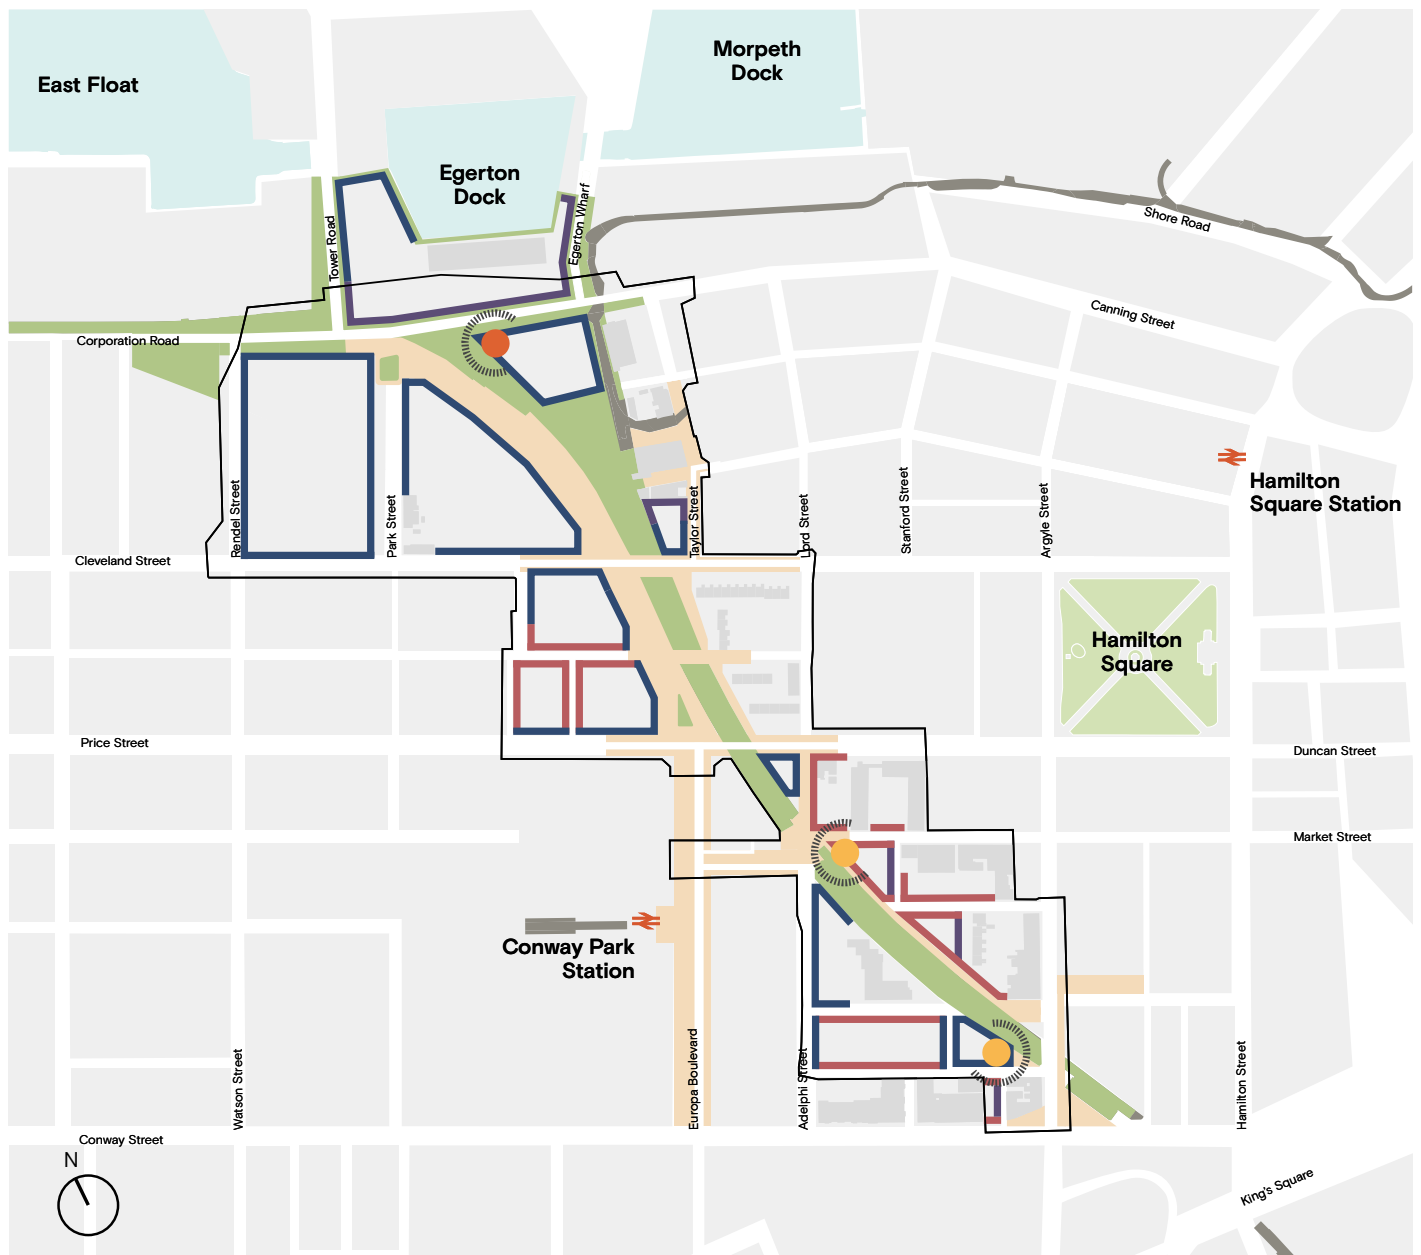 East Float
Morpeth
Dock
Egerton
Dock
Tower Road
Egerton Wharf
Shore Road
Canning Street
Corporation Road
Hamilton
Square Station
Rendel Street
Park Street
Taylor Street
Lord Street
Stanford Street
Argyle Street
Cleveland Street
Hamilton
Square
Price Street
Duncan Street
Market Street
Conway Park
Station
Watson Street
Europa Boulevard
Adelphi Street
Hamilton Street
Conway Street
N
King's Square